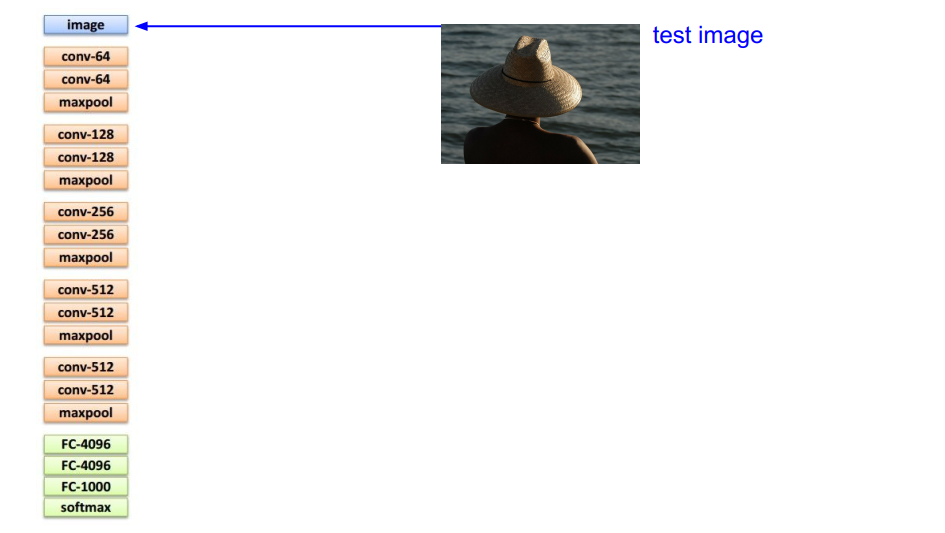 image
test image
conv-64
conv-64
maxpool
conv-128
conv-128
maxpool
conv-256
conv-256
maxpool
conv-512
conv-512
maxpool
conv-512
conv-512
maxpool
FC-4096
FC-4096
FC-1000
softmax